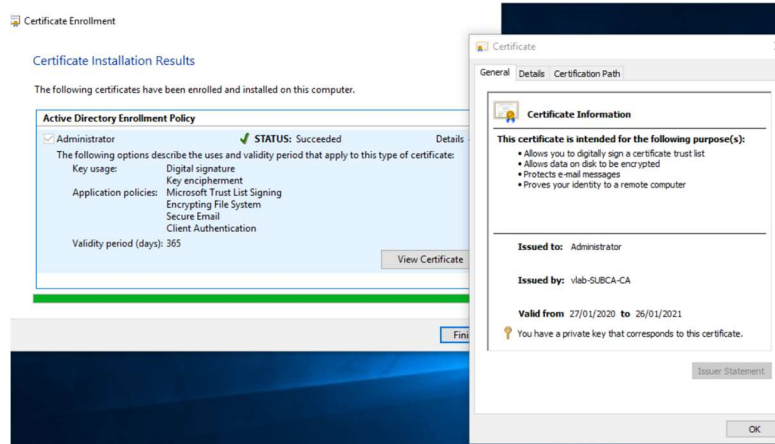 Certificate Enrollment
Certificate Installation Results
The following certificates have been enrolled and installed on this computer.
Active Directory Enrollment Policy
Administrator STATUS: Succeeded Details
The following options describe the uses and validity period that apply to this type of certificate:
Key usage: Digital signature
Key encipherment
Application policies: Microsoft Trust List Signing
Encrypting File System
Secure Email
Client Authentication
Validity period (days): 365
View Certificate
Fini
Certificate
General Details Certification Path
Certificate Information
This certificate is intended for the following purpose(s):
• Allows you to digitally sign a certificate trust list
• Allows data on disk to be encrypted
• Protects e-mail messages
• Proves your identity to a remote computer
Issued to: Administrator
Issued by: vlab-SUBCA-CA
Valid from 27/01/2020 to 26/01/2021
You have a private key that corresponds to this certificate.
Issuer Statement
OK